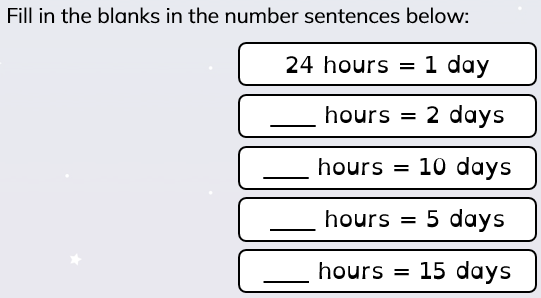 Fill in the blanks in the number sentences below:
24 hours = 1 day
____ hours = 2 days
____ hours = 10 days
____ hours = 5 days
____ hours = 15 days